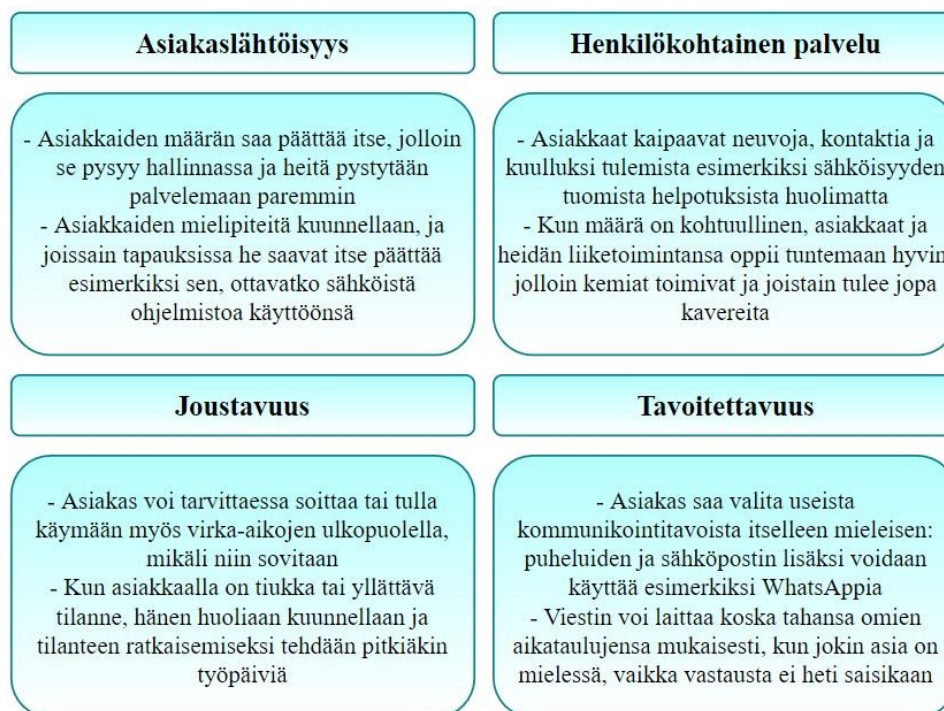 Asiakaslähtöisyys
- Asiakkaiden määrän saa päättää itse, jolloin
se pysyy hallinnassa ja heitä pystytään
palvelemaan paremmin
- Asiakkaiden mielipiteitä kuunnellaan, ja
joissain tapauksissa he saavat itse päättää
esimerkiksi sen, ottavatko sähköistä
ohjelmistoa käyttöönsä
Henkilökohtainen palvelu
- Asiakkaat kaipaavat neuvoja, kontaktia ja
kuulluksi tulemista esimerkiksi sähköisyyden
tuomista helpotuksista huolimatta
- Kun määrä on kohtuullinen, asiakkaat ja
heidän liiketoimintansa oppii tuntemaan hyvin
jolloin kemiat toimivat ja joistain tulee jopa
kavereita
Joustavuus
- Asiakas voi tarvittaessa soittaa tai tulla
käymään myös virka-aikojen ulkopuolella,
mikäli niin sovitaan
- Kun asiakkaalla on tiukka tai yllättävä
tilanne, hänen huoliaan kuunnellaan ja
tilanteen ratkaisemiseksi tehdään pitkiäkin
työpäiviä
Tavoitettavuus
- Asiakas saa valita useista
kommunikointitavoista itselleen mieleisen:
puheluiden ja sähköpostin lisäksi voidaan
käyttää esimerkiksi WhatsAppia
- Viestin voi laittaa koska tahansa omien
aikataulujensa mukaisesti, kun jokin asia on
mielessä, vaikka vastausta ei heti saisikaan